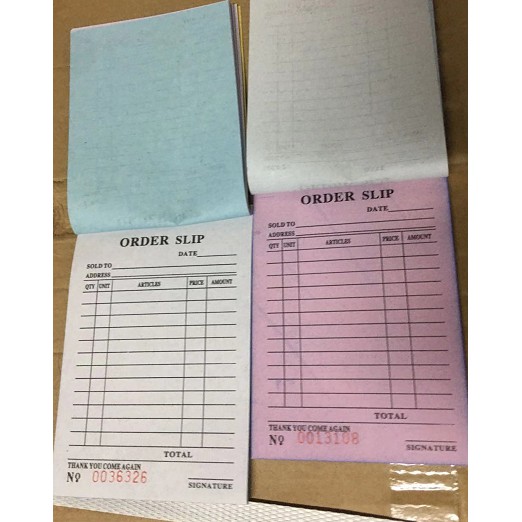 ORDER SLIP
DATE
SOLD TO
ADDRESS
QTY UNIT ARTICLES PRICE AMOUNT
TOTAL
THANK YOU COME AGAIN
Nº 0036326
SIGNATURE
ORDER SLIP
DATE
SOLD TO
ADDRESS
QTY UNIT ARTICLES PRICE AMOUNT
TOTAL
THANK YOU COME AGAIN
Nº 0013108
SIGNATURE